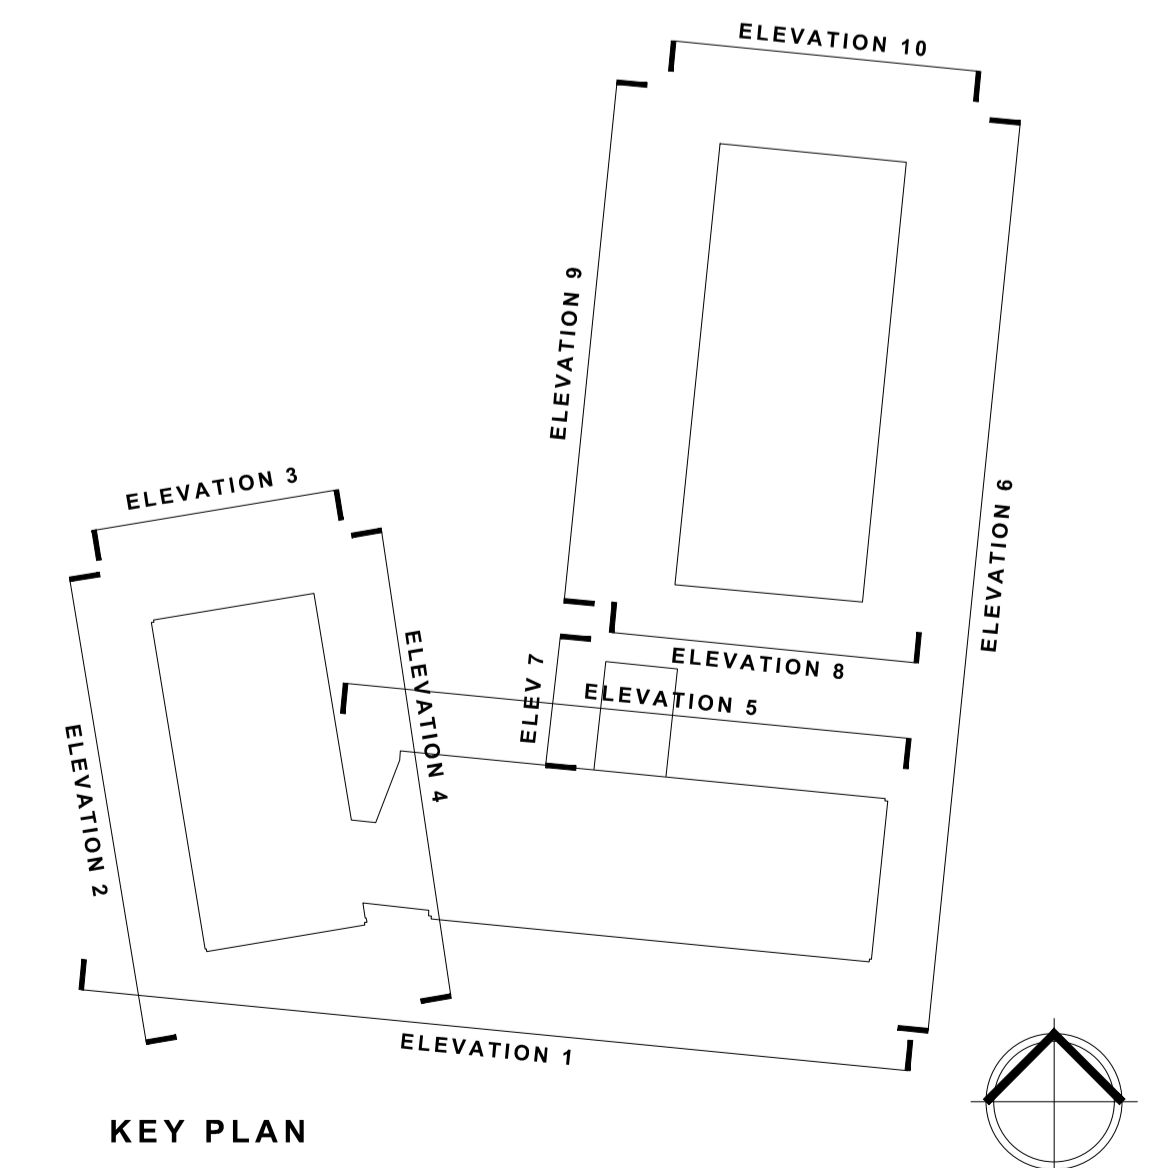 ELEVATION 10
ELEVATION 9
ELEVATION 3
ELEVATION 6
ELEVATION 8
ELEV 7
ELEVATION 5
ELEVATION 4
ELEVATION 2
ELEVATION 1
KEY PLAN